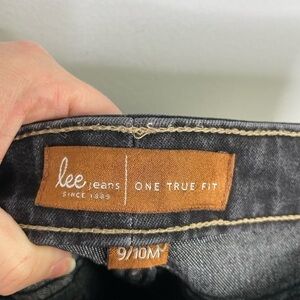 Lee jeans
SINCE 1889
ONE TRUE FIT
9/10M